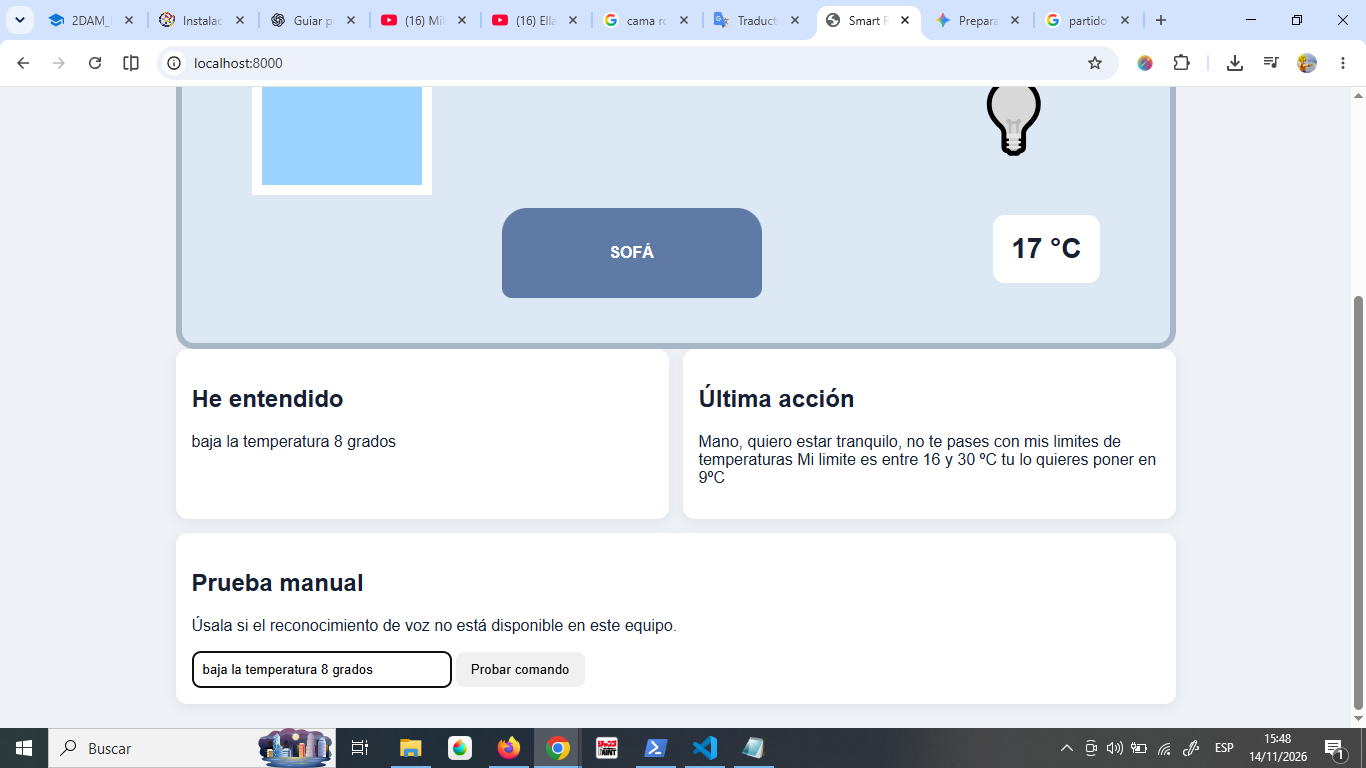 2DAM_
Instalac
Guiar p
(16) Mil
(16) Ella
cama ro
Traduct
Smart R
Prepara
partido
localhost:8000
SOFÁ
17 °C
He entendido
baja la temperatura 8 grados
Última acción
Mano, quiero estar tranquilo, no te pases con mis limites de
temperaturas Mi limite es entre 16 y 30 ºC tu lo quieres poner en
9ºC
Prueba manual
Úsala si el reconocimiento de voz no está disponible en este equipo.
baja la temperatura 8 grados
Probar comando
Buscar
ESP
15:48
14/11/2026
1